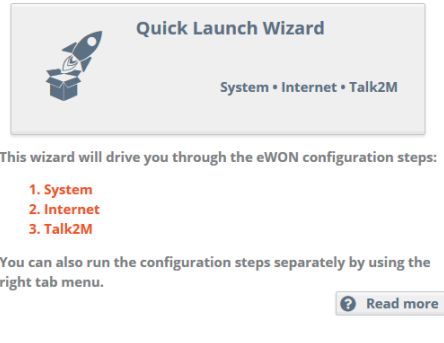 Quick Launch Wizard
System • Internet • Talk2M
This wizard will drive you through the eWON configuration steps:
1. System
2. Internet
3. Talk2M
You can also run the configuration steps separately by using the
right tab menu.
? Read more